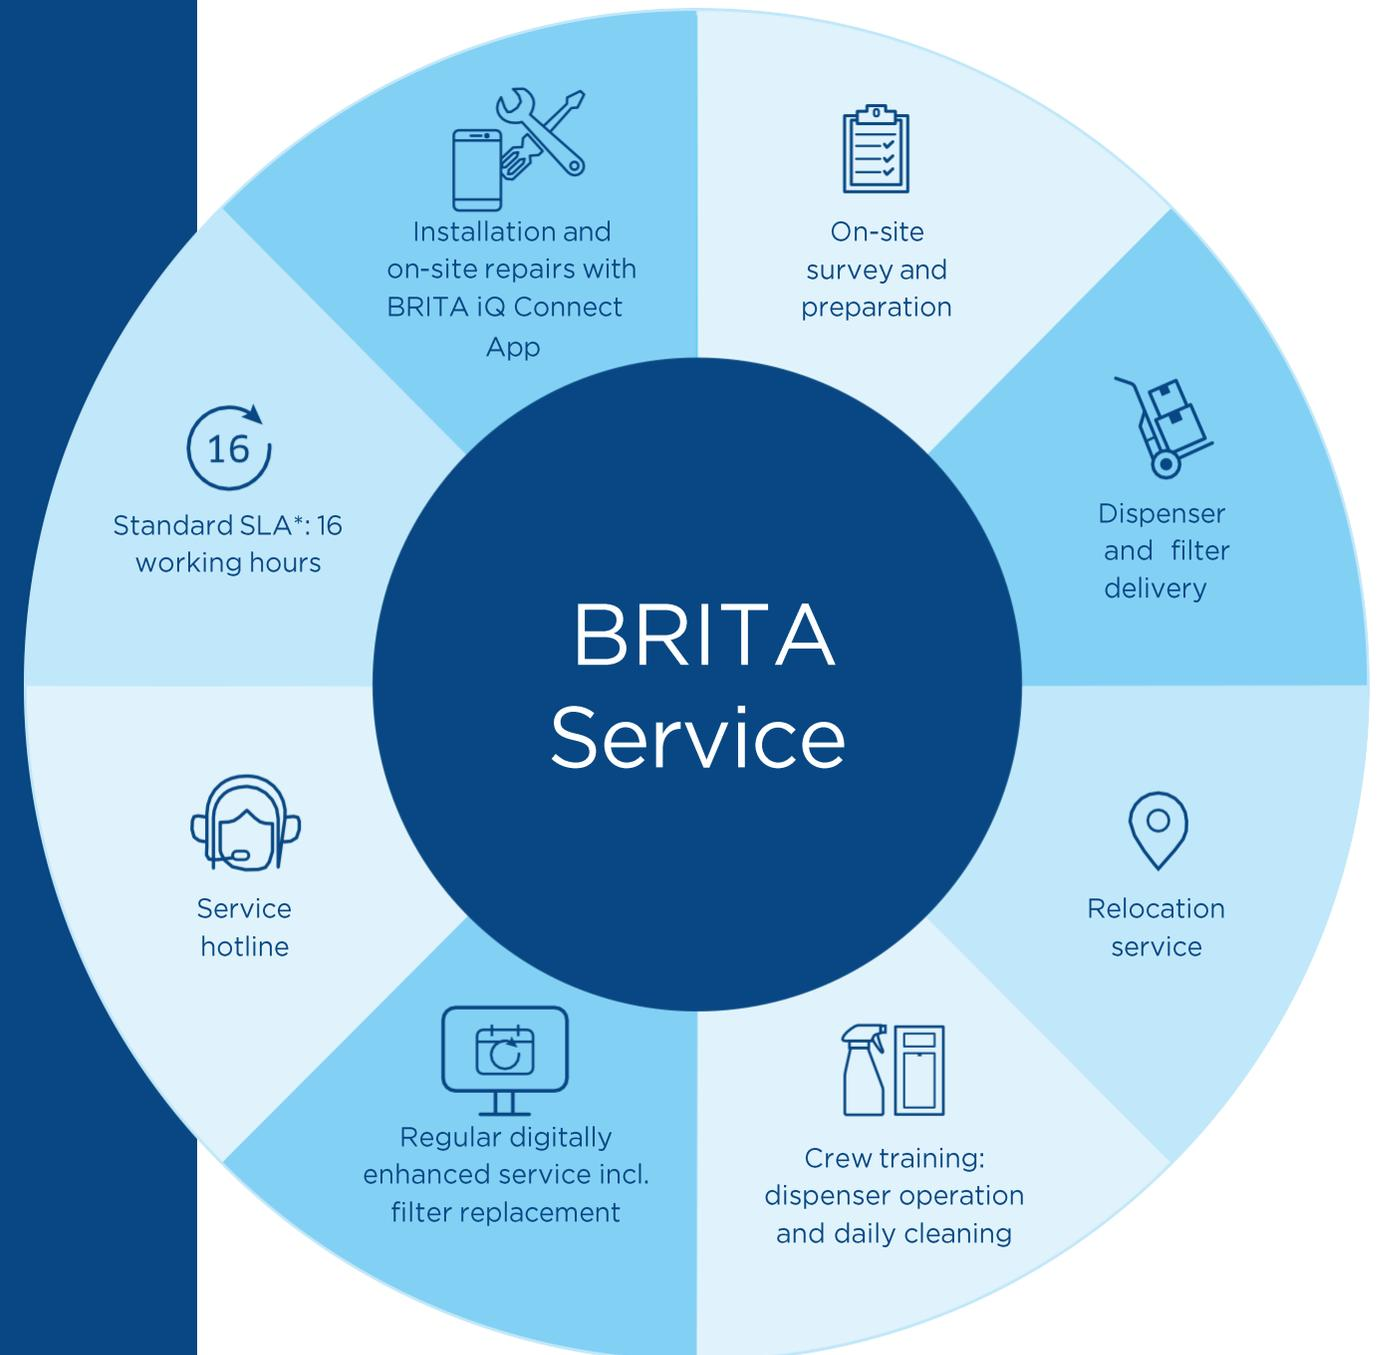 Installation and
on-site repairs with
BRITA iQ Connect
App
On-site
survey and
preparation
Dispenser
and filter
delivery
Relocation
service
Crew training:
dispenser operation
and daily cleaning
Regular digitally
enhanced service incl.
filter replacement
Service
hotline
16
Standard SLA*: 16
working hours
BRITA
Service